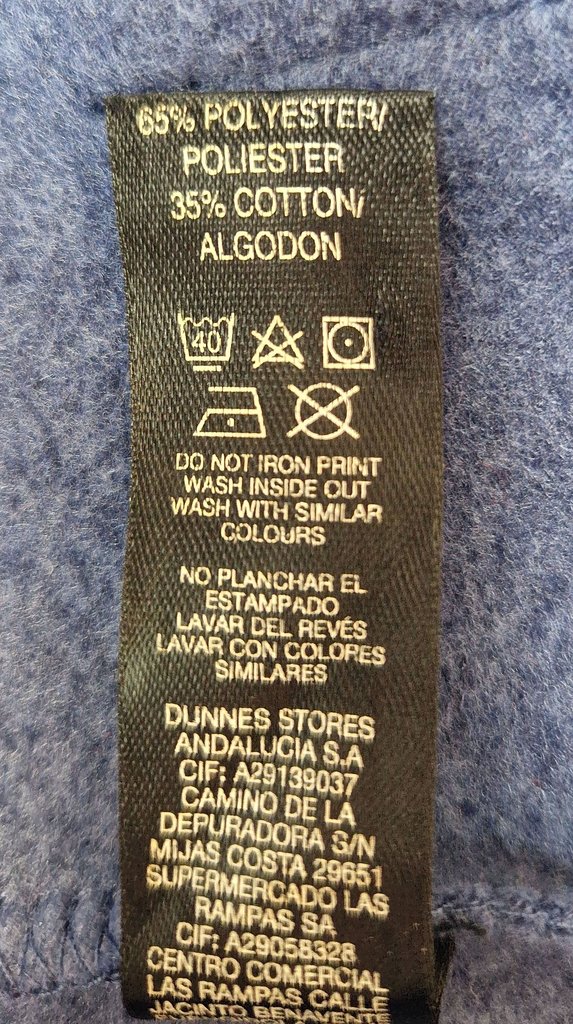 65% POLYESTER/
POLIESTER
35% COTTON/
ALGODON
40
DO NOT IRON PRINT
WASH INSIDE OUT
WASH WITH SIMILAR
COLOURS
NO PLANCHAR EL
ESTAMPADO
LAVAR DEL REVÉS
LAVAR CON COLORES
SIMILARES
DUNNES STORES
ANDALUCIA S.A
CIF: A29139037
CAMINO DE LA
DEPURADORA S/N
MIJAS COSTA 29651
SUPERMERCADO LAS
RAMPAS SA
CIF: A29058328
CENTRO COMERCIAL
LAS RAMPAS CALLE
JACINTO BENAVENTE